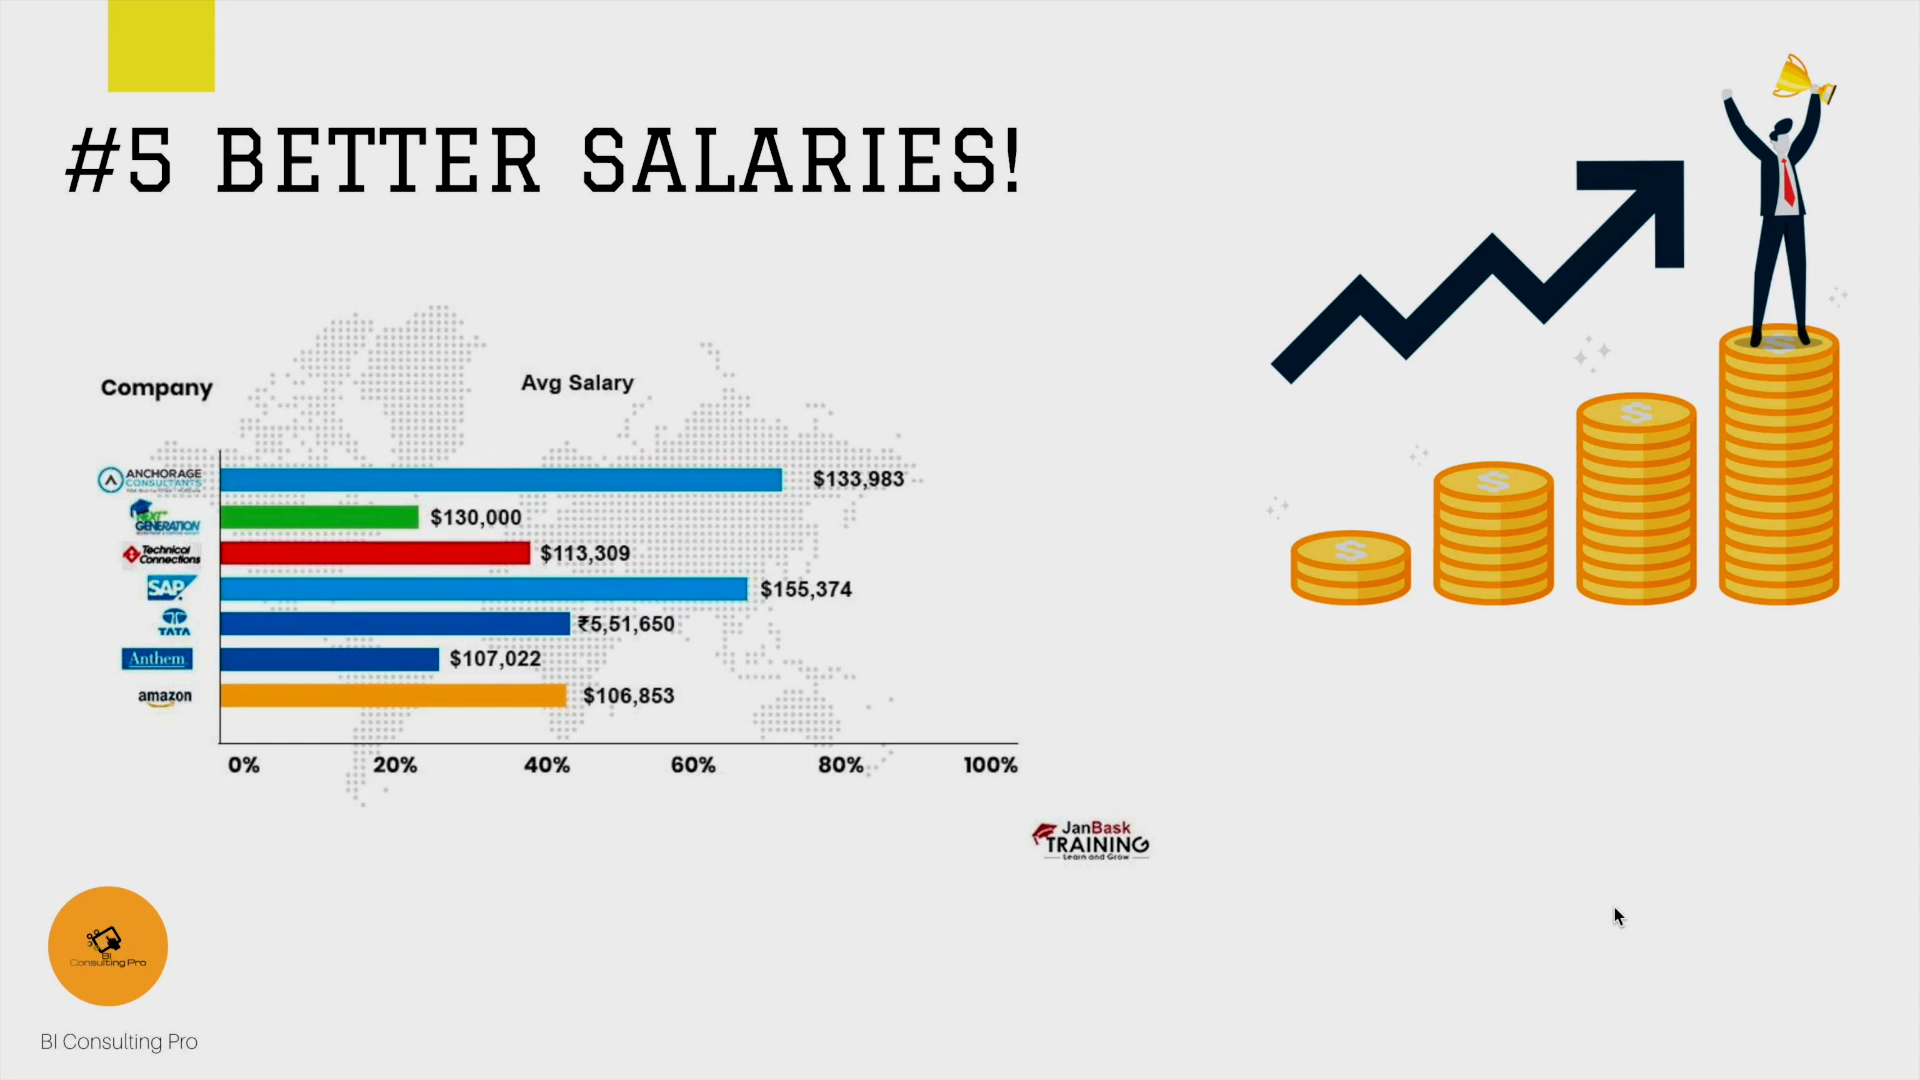 #5 BETTER SALARIES!
Company
Avg Salary
ANCHORAGE
CONSULTANTS
$133,983
NEXT
GENERATION
$130,000
Technical
Connections
$113,309
SAP
$155,374
TATA
₹5,51,650
Anthem
$107,022
amazon
$106,853
0% 20% 40% 60% 80% 100%
JanBask
TRAINING
Learn and Grow
BI
Consulting Pro
BI Consulting Pro